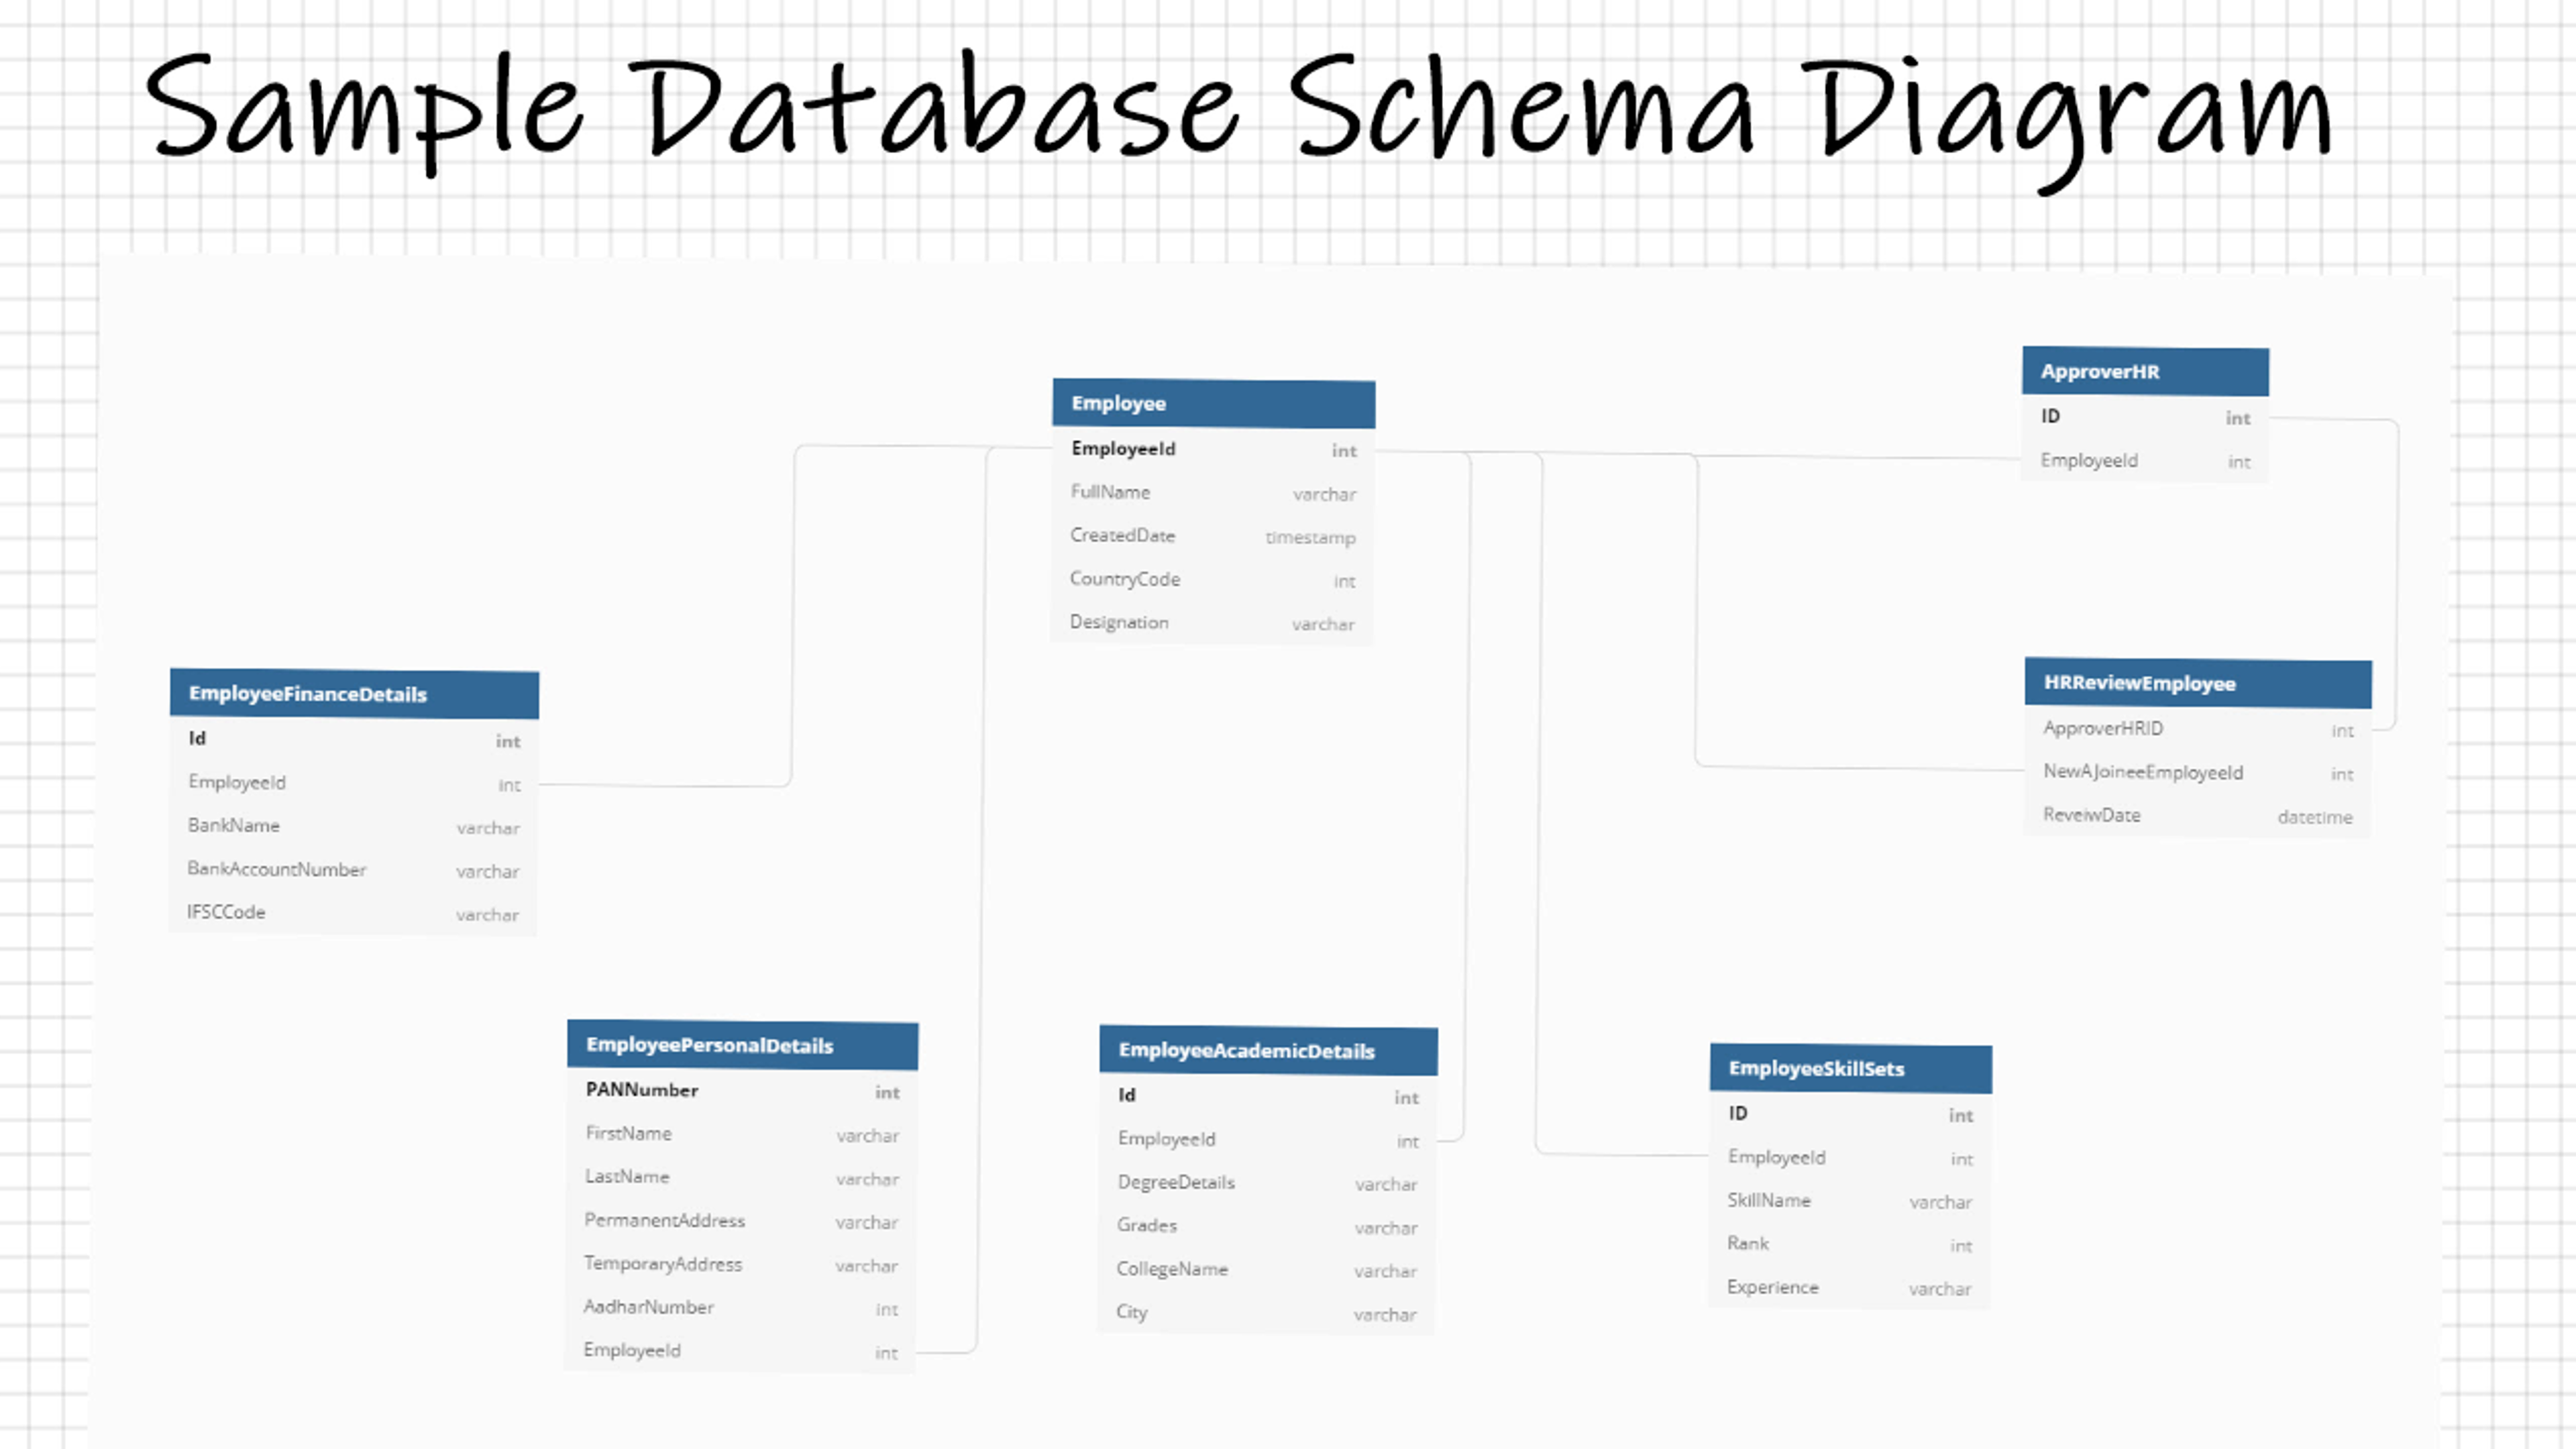 Sample Database Schema Diagram
Employee
EmployeeId int
FullName varchar
CreatedDate timestamp
CountryCode int
Designation varchar
ApproverHR
ID int
EmployeeId int
EmployeeFinanceDetails
Id int
EmployeeId int
BankName varchar
BankAccountNumber varchar
IFSCCode varchar
HRReviewEmployee
ApproverHRID int
NewAJoineeEmployeeId int
ReveiwDate datetime
EmployeePersonalDetails
PANNumber int
FirstName varchar
LastName varchar
PermanentAddress varchar
TemporaryAddress varchar
AadharNumber int
EmployeeId int
EmployeeAcademicDetails
Id int
EmployeeId int
DegreeDetails varchar
Grades varchar
CollegeName varchar
City varchar
EmployeeSkillSets
ID int
EmployeeId int
SkillName varchar
Rank int
Experience varchar